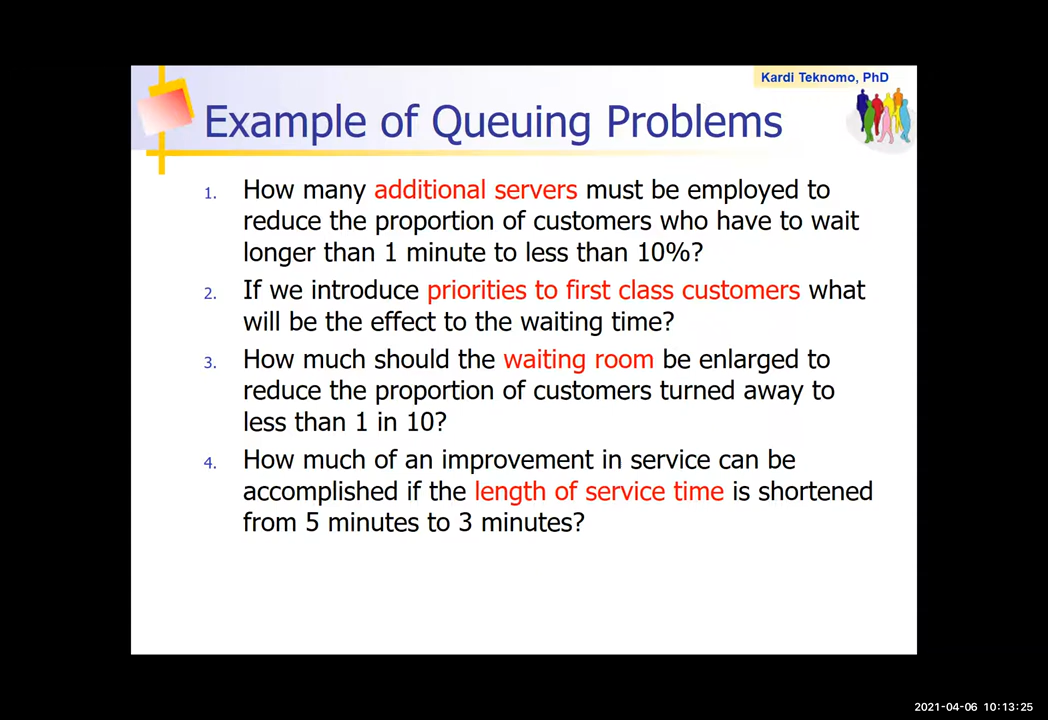 Kardi Teknomo, PhD
Example of Queuing Problems
1. How many additional servers must be employed to
reduce the proportion of customers who have to wait
longer than 1 minute to less than 10%?
2. If we introduce priorities to first class customers what
will be the effect to the waiting time?
3. How much should the waiting room be enlarged to
reduce the proportion of customers turned away to
less than 1 in 10?
4. How much of an improvement in service can be
accomplished if the length of service time is shortened
from 5 minutes to 3 minutes?
2021-04-06 10:13:25